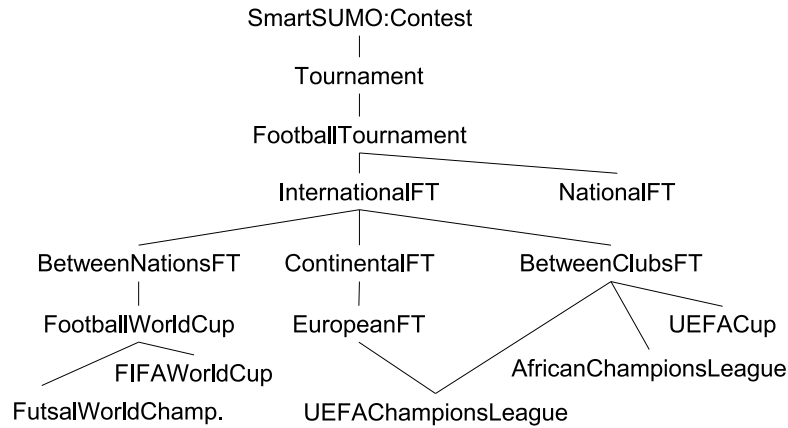 SmartSUMO:Contest
Tournament
FootballTournament
InternationalFT NationalFT
BetweenNationsFT ContinentalFT BetweenClubsFT
FootballWorldCup EuropeanFT UEFACup
FIFAWorldCup AfricanChampionsLeague
FutsalWorldChamp. UEFAChampionsLeague